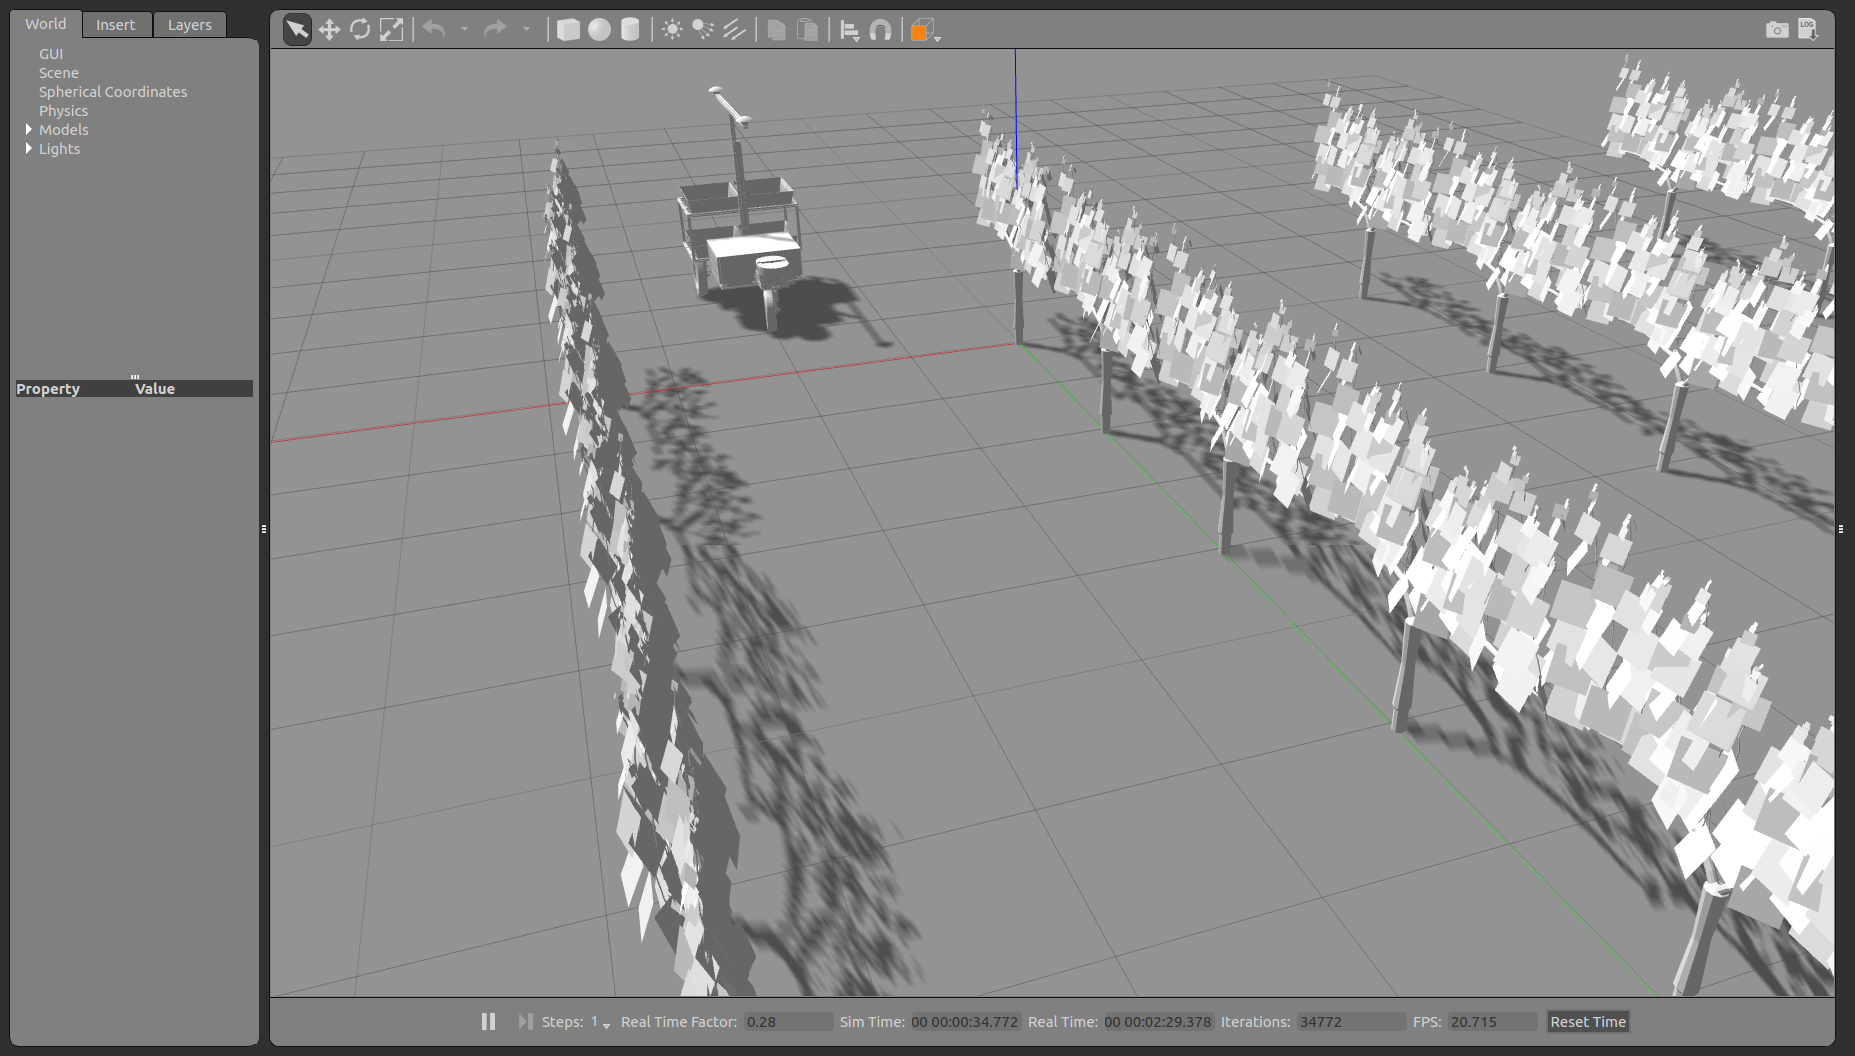 World Insert Layers
GUI
Scene
Spherical Coordinates
Physics
Models
Lights
Property Value
LOG
Steps: 1 Real Time Factor: 0.28 Sim Time: 00 00:00:34.772 Real Time: 00 00:02:29.378 Iterations: 34772 FPS: 20.715 Reset Time